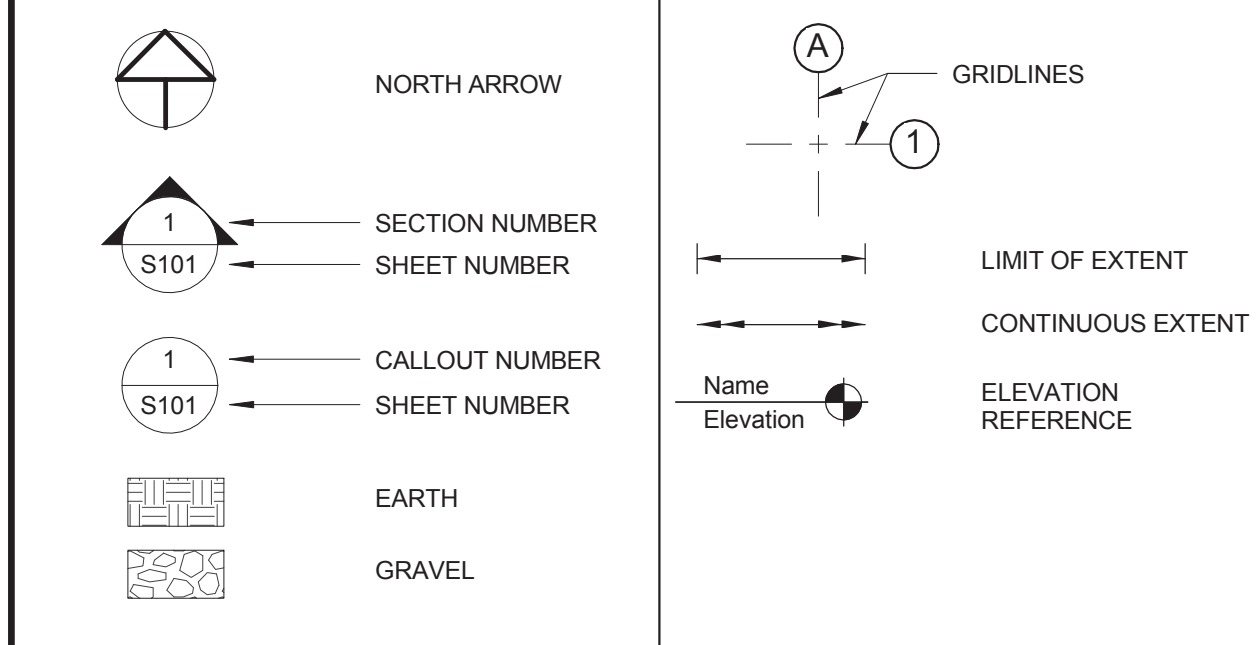 NORTH ARROW
1
SECTION NUMBER
S101
SHEET NUMBER
1
CALLOUT NUMBER
S101
SHEET NUMBER
EARTH
GRAVEL
A
GRIDLINES
1
LIMIT OF EXTENT
CONTINUOUS EXTENT
Name
Elevation
ELEVATION
REFERENCE